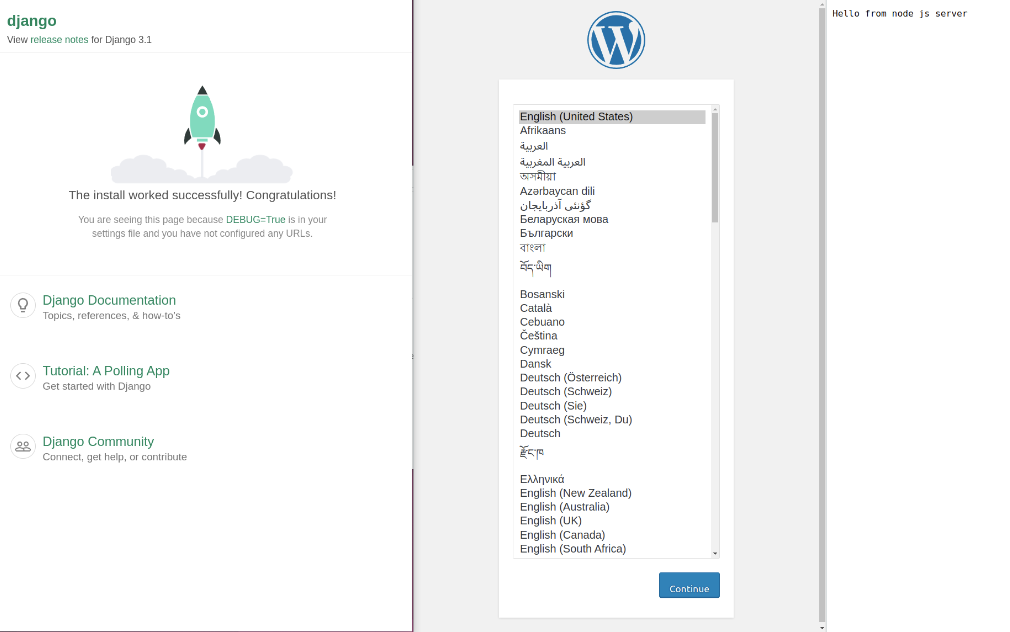 django
View release notes for Django 3.1
The install worked successfully! Congratulations!
You are seeing this page because DEBUG=True is in your
settings file and you have not configured any URLs.
Django Documentation
Topics, references, & how-to's
Tutorial: A Polling App
Get started with Django
Django Community
Connect, get help, or contribute
English (United States)
Afrikaans
العربية
العربية المغربية
অসমীয়া
Azərbaycan dili
گؤنئی آذربایجان
Беларуская мова
Български
বাংলা
བོད་ཡིག
Bosanski
Català
Cebuano
Čeština
Cymraeg
Dansk
Deutsch (Österreich)
Deutsch (Schweiz)
Deutsch (Sie)
Deutsch (Schweiz, Du)
Deutsch
རྫོང་ཁ
Ελληνικά
English (New Zealand)
English (Australia)
English (UK)
English (Canada)
English (South Africa)
Continue
Hello from node js server